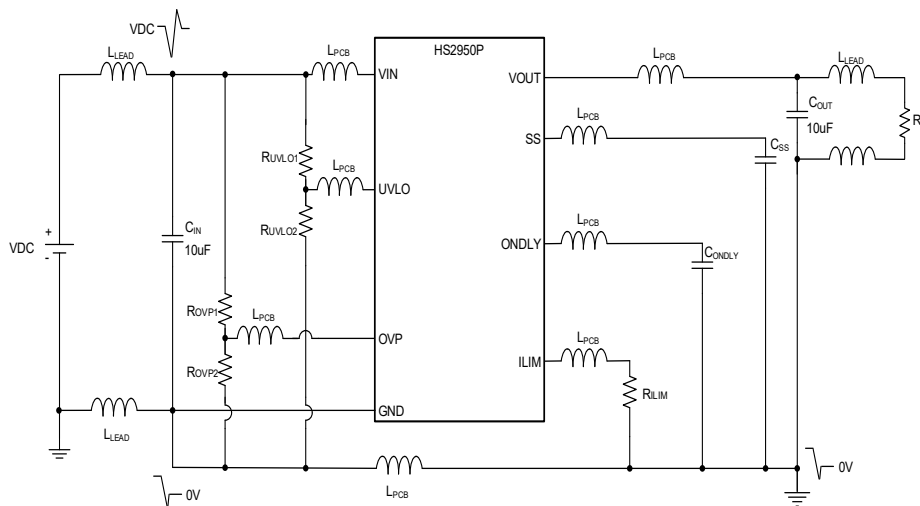 VDC
HS2950P
LLEAD
LPCB
VIN
VOUT
LPCB
LLEAD
COUT
10uF
R
LPCB
SS
CSS
RUVLO1
LPCB
UVLO
RUVLO2
CIN
10uF
VDC
+
-
LPCB
ONDLY
CONDLY
ROVP1
LPCB
OVP
ROVP2
LPCB
ILIM
RILIM
GND
LLEAD
0V
LPCB
0V